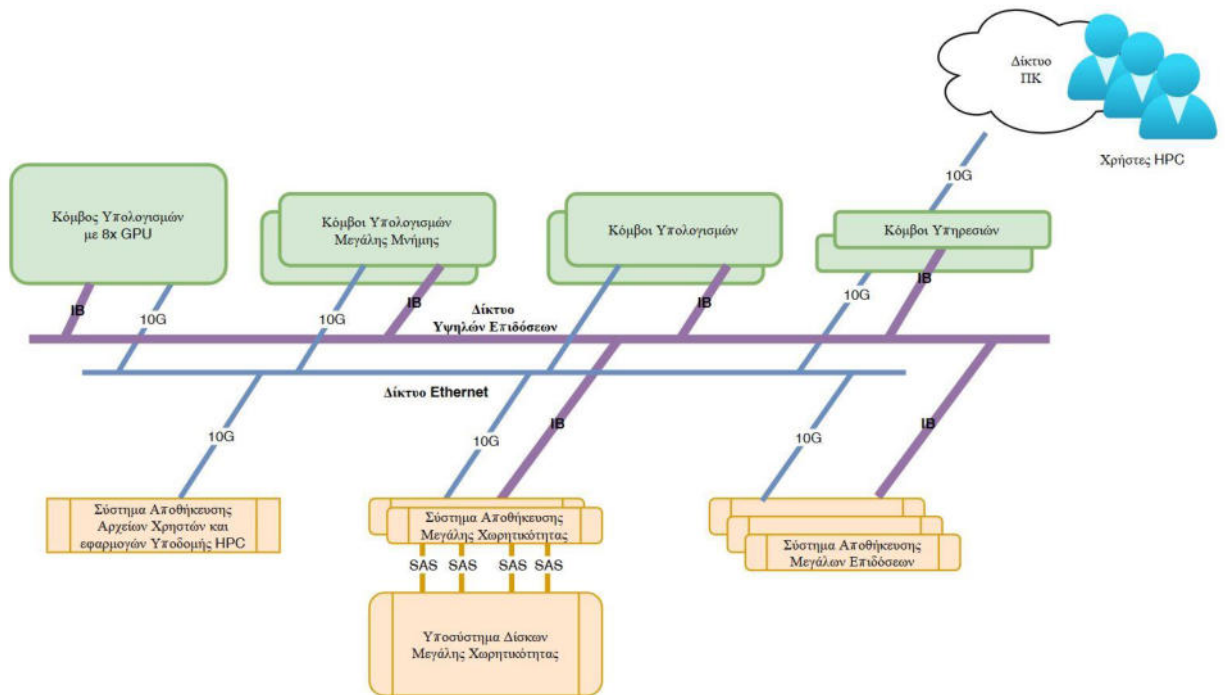 Δίκτυο
ΠΚ
Χρήστες HPC
10G
Κόμβος Υπολογισμών
με 8x GPU
Κόμβοι Υπολογισμών
Μεγάλης Μνήμης
Κόμβοι Υπολογισμών
Κόμβοι Υπηρεσιών
IB
10G
10G
IB
IB
10G
IB
Δίκτυο
Υψηλών Επιδόσεων
Δίκτυο Ethernet
10G
10G
IB
10G
IB
Σύστημα Αποθήκευσης
Αρχείων Χρηστών και
εφαρμογών Υποδομής HPC
Σύστημα Αποθήκευσης
Μεγάλης Χωρητικότητας
Σύστημα Αποθήκευσης
Μεγάλων Επιδόσεων
SAS SAS SAS SAS
Υποσύστημα Δίσκων
Μεγάλης Χωρητικότητας